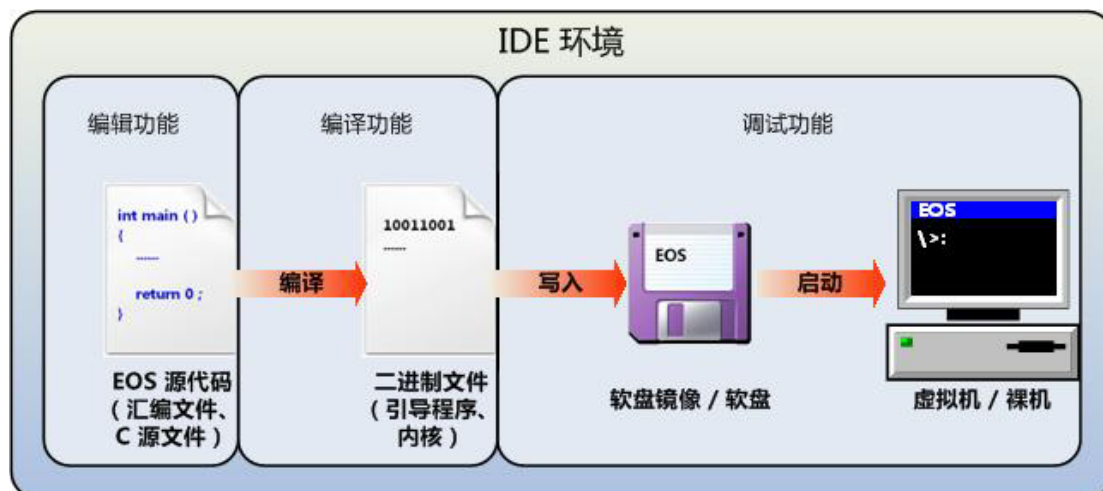 IDE 环境
编辑功能
编译功能
调试功能
int main ( )
{
......
return 0 ;
}
10011001
......
EOS
EOS
\>:
编译
写入
启动
EOS 源代码
( 汇编文件、
C 源文件 )
二进制文件
( 引导程序、
内核 )
软盘镜像 / 软盘
虚拟机 / 裸机